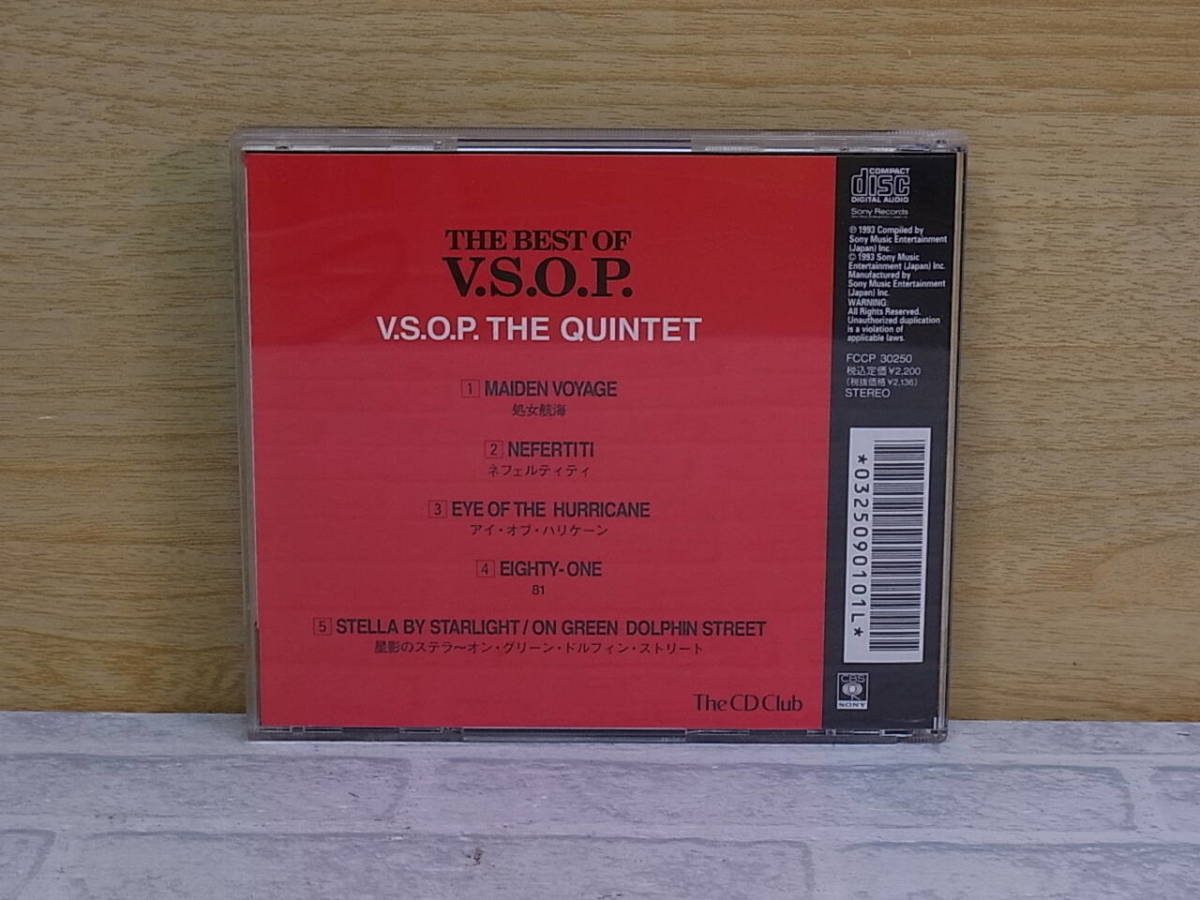 THE BEST OF
V.S.O.P.
V.S.O.P. THE QUINTET
1 MAIDEN VOYAGE
処女航海
2 NEFERTITI
ネフェルティティ
3 EYE OF THE HURRICANE
アイ・オブ・ハリケーン
4 EIGHTY-ONE
81
5 STELLA BY STARLIGHT / ON GREEN DOLPHIN STREET
星影のステラ〜オン・グリーン・ドルフィン・ストリート
The CD Club
COMPACT
disc
DIGITAL AUDIO
Sony Records
℗ 1993 Compiled by
Sony Music Entertainment
(Japan) Inc.
© 1993 Sony Music
Entertainment (Japan) Inc.
Manufactured by
Sony Music Entertainment
(Japan) Inc.
WARNING:
All Rights Reserved.
Unauthorized duplication
is a violation of
applicable laws.
FCCP 30250
税込定価¥2,200
(税抜価格¥2,136)
STEREO
*0325090101L*
CBS
SONY